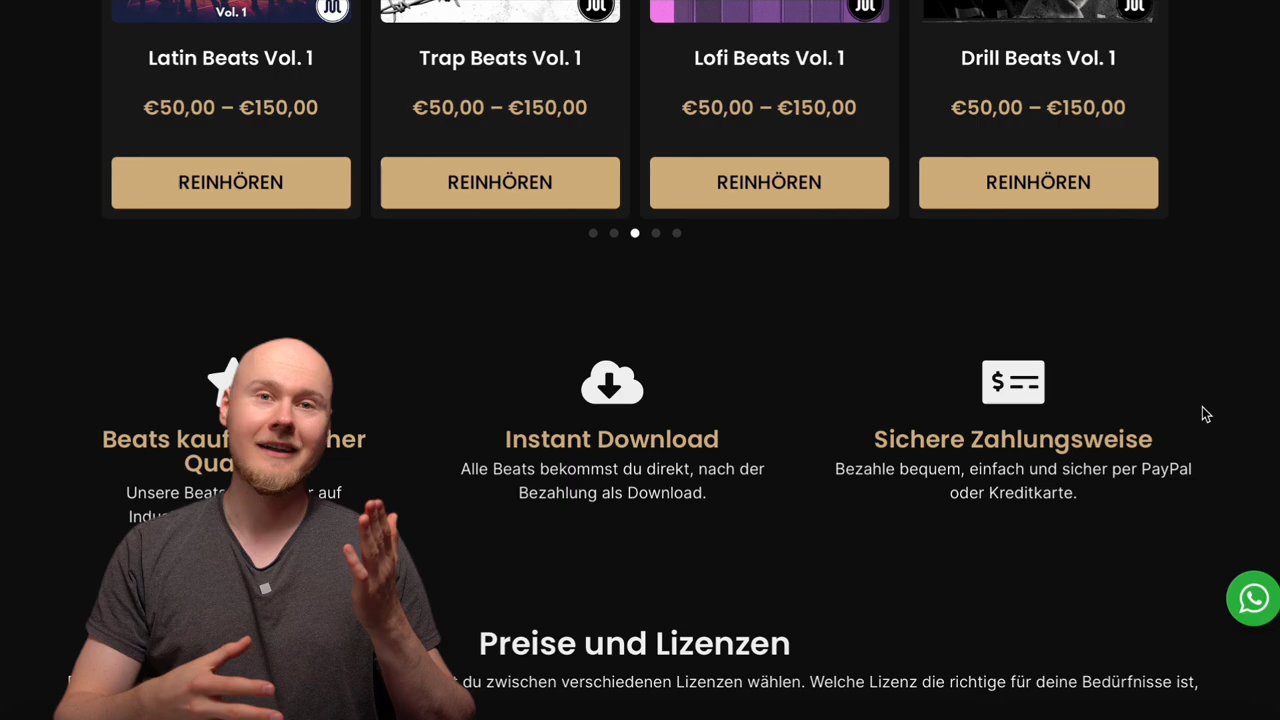 Vol. 1
Latin Beats Vol. 1
Trap Beats Vol. 1
Lofi Beats Vol. 1
Drill Beats Vol. 1
€50,00 – €150,00
€50,00 – €150,00
€50,00 – €150,00
€50,00 – €150,00
REINHÖREN
REINHÖREN
REINHÖREN
REINHÖREN
Beats
Unsere Beats auf
Instant Download
Alle Beats bekommst du direkt, nach der
Bezahlung als Download.
$
Sichere Zahlungsweise
Bezahle bequem, einfach und sicher per PayPal
oder Kreditkarte.
Preise und Lizenzen
du zwischen verschiedenen Lizenzen wählen. Welche Lizenz die richtige für deine Bedürfnisse ist,